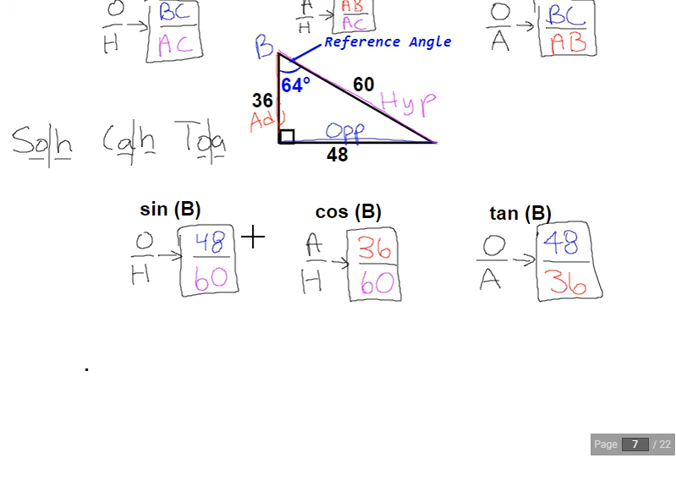 O BC A AB O BC
H AC H AC A AB
B Reference Angle
64° 60 Hyp
36
Adj
Soh Cah Toa
Opp
48
sin (B) cos (B) tan (B)
O 48 A 36 O 48
H 60 H 60 A 36
Page 7 / 22